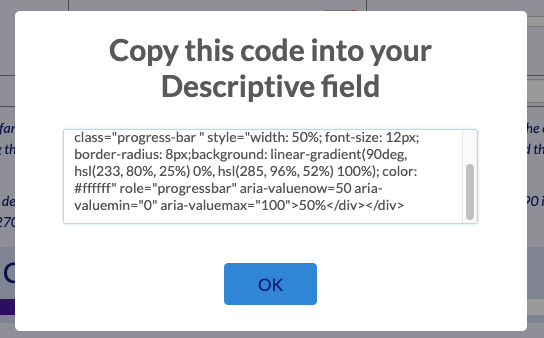 Copy this code into your
Descriptive field
class="progress-bar " style="width: 50%; font-size: 12px;
border-radius: 8px;background: linear-gradient(90deg,
hsl(233, 80%, 25%) 0%, hsl(285, 96%, 52%) 100%); color:
#ffffff" role="progressbar" aria-valuenow=50 aria-
valuemin="0" aria-valuemax="100">50%</div></div>
OK